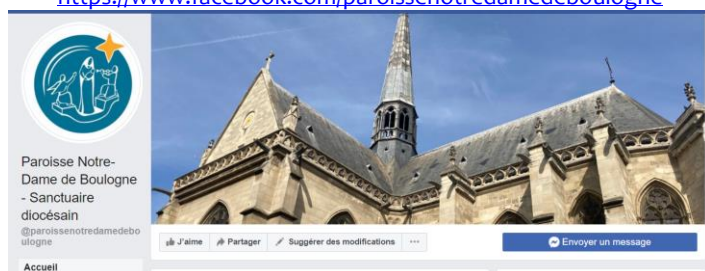 https://www.facebook.com/paroissenotredamedeboulogne
Paroisse Notre-
Dame de Boulogne
- Sanctuaire
diocésain
@paroissenotredamedebo
ulogne
Accueil
J'aime Partager Suggérer des modifications ...
Envoyer un message